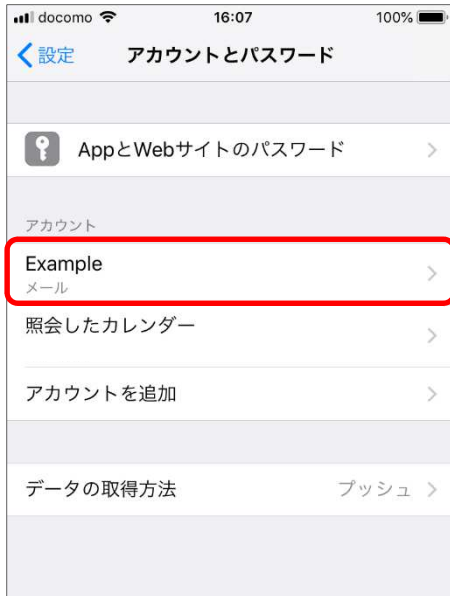 docomo 16:07 100%
設定 アカウントとパスワード
AppとWebサイトのパスワード
アカウント
Example
メール
照会したカレンダー
アカウントを追加
データの取得方法 プッシュ